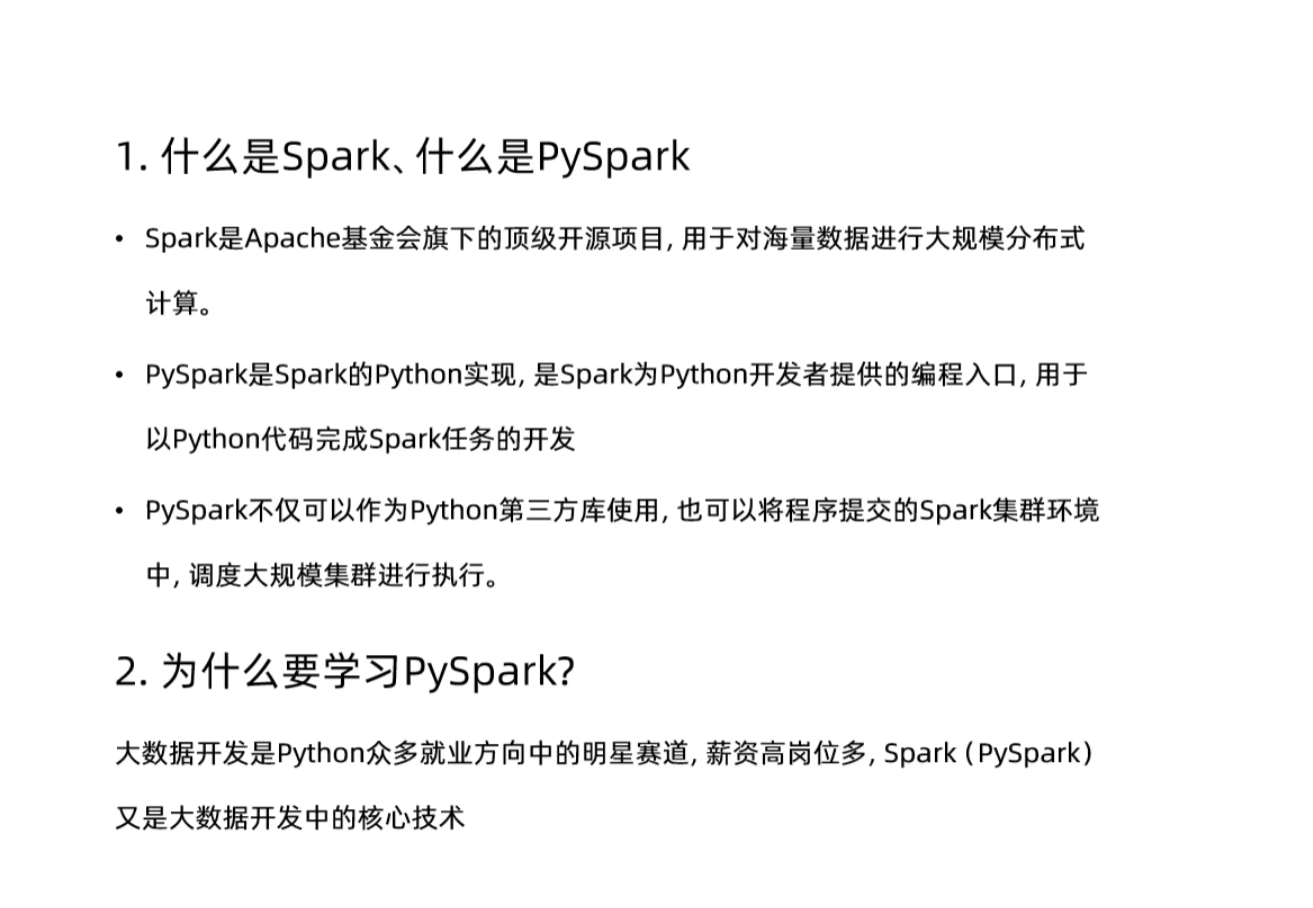 1. 什么是Spark、什么是PySpark
• Spark是Apache基金会旗下的顶级开源项目, 用于对海量数据进行大规模分布式
计算。
• PySpark是Spark的Python实现, 是Spark为Python开发者提供的编程入口, 用于
以Python代码完成Spark任务的开发
• PySpark不仅可以作为Python第三方库使用, 也可以将程序提交的Spark集群环境
中, 调度大规模集群进行执行。
2. 为什么要学习PySpark?
大数据开发是Python众多就业方向中的明星赛道, 薪资高岗位多, Spark（PySpark）
又是大数据开发中的核心技术